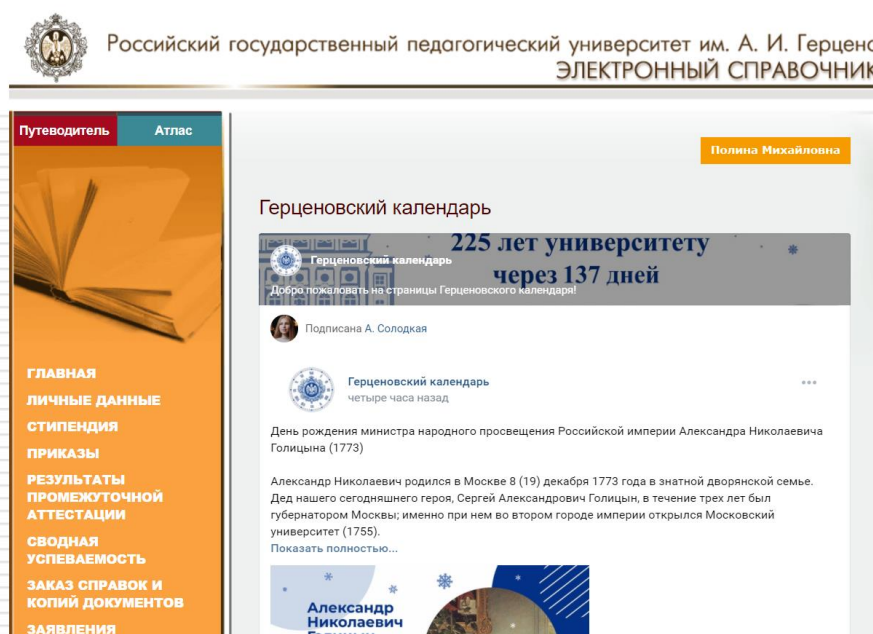 Российский государственный педагогический университет им. А. И. Герцено
ЭЛЕКТРОННЫЙ СПРАВОЧНИК
Путеводитель
Атлас
Полина Михайловна
Герценовский календарь
225 лет университету
через 137 дней
Герценовский календарь
Добро пожаловать на страницы Герценовского календаря!
Подписана А. Солодкая
Герценовский календарь
четыре часа назад
День рождения министра народного просвещения Российской империи Александра Николаевича
Голицына (1773)
Александр Николаевич родился в Москве 8 (19) декабря 1773 года в знатной дворянской семье.
Дед нашего сегодняшнего героя, Сергей Александрович Голицын, в течение трех лет был
губернатором Москвы; именно при нем во втором городе империи открылся Московский
университет (1755).
Показать полностью...
Александр
Николаевич
ГЛАВНАЯ
ЛИЧНЫЕ ДАННЫЕ
СТИПЕНДИЯ
ПРИКАЗЫ
РЕЗУЛЬТАТЫ
ПРОМЕЖУТОЧНОЙ
АТТЕСТАЦИИ
СВОДНАЯ
УСПЕВАЕМОСТЬ
ЗАКАЗ СПРАВОК И
КОПИЙ ДОКУМЕНТОВ
ЗАЯВЛЕНИЯ